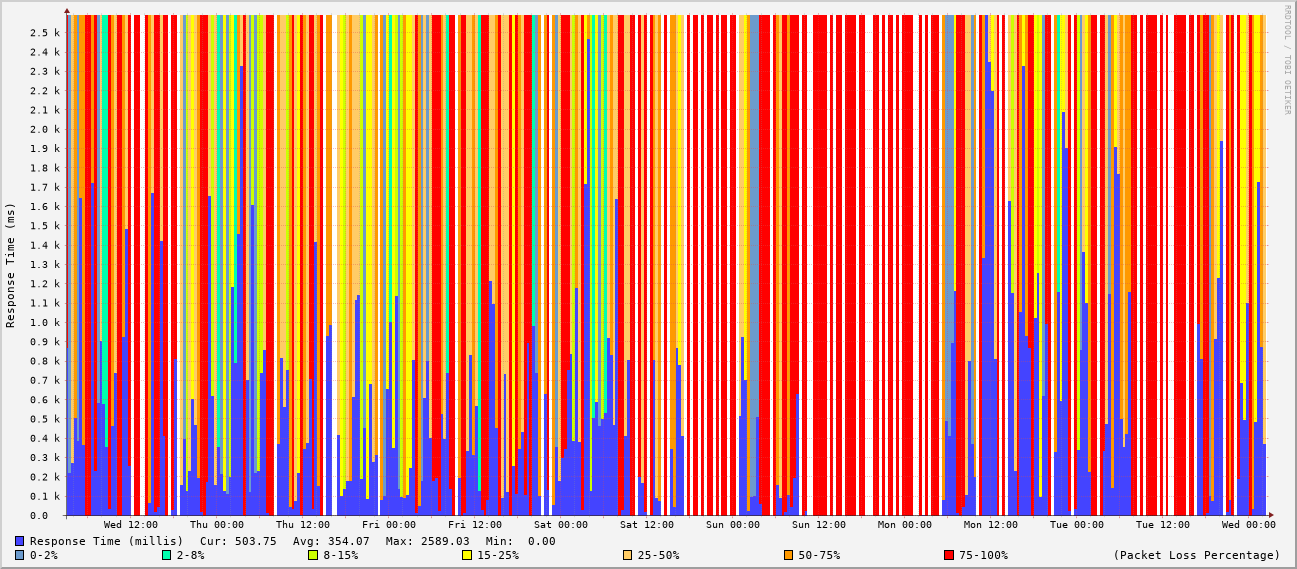 RRDTOOL / TOBI OETIKER
Response Time (ms)
2.5 k
2.4 k
2.3 k
2.2 k
2.1 k
2.0 k
1.9 k
1.8 k
1.7 k
1.6 k
1.5 k
1.4 k
1.3 k
1.2 k
1.1 k
1.0 k
0.9 k
0.8 k
0.7 k
0.6 k
0.5 k
0.4 k
0.3 k
0.2 k
0.1 k
0.0
Wed 12:00 Thu 00:00 Thu 12:00 Fri 00:00 Fri 12:00 Sat 00:00 Sat 12:00 Sun 00:00 Sun 12:00 Mon 00:00 Mon 12:00 Tue 00:00 Tue 12:00 Wed 00:00
Response Time (millis) Cur: 503.75 Avg: 354.07 Max: 2589.03 Min: 0.00
0-2% 2-8% 8-15% 15-25% 25-50% 50-75% 75-100% (Packet Loss Percentage)